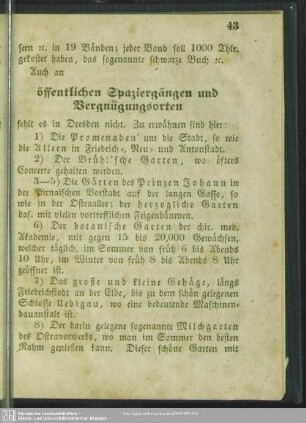 43
sern ꝛc. in 19 Bänden; jeder Band soll 1000 Thlr.
gekostet haben, das sogenannte schwarze Buch ꝛc.
Auch an
öffentlichen Spaziergängen und
Vergnügungsorten
fehlt es in Dresden nicht. Zu erwähnen sind hier:
1) Die Promenaden um die Stadt, so wie
die Alleen in Friedrich-, Neu- und Antonstadt.
2) Der Brühl'sche Garten, wo öfters
Concerte gehalten werden.
3—5) Die Gärten des Prinzen Johann in
der Pirnaischen Vorstadt auf der langen Gasse, so
wie in der Ostraallee; der herzogliche Garten
das. mit vielen vortrefflichen Feigenbäumen.
6) Der botanische Garten der chir. med.
Akademie, mit gegen 15 bis 20,000 Gewächsen,
welcher täglich, im Sommer von früh 6 bis Abends
10 Uhr, im Winter von früh 8 bis Abends 8 Uhr
geöffnet ist.
7) Das große und kleine Gehäge, längs
Friedrichstadt an der Elbe, bis zu dem schön gelegenen
Schlosse Uebigau, wo eine bedeutende Maschinen-
bauanstalt ist.
8) Der darin gelegene sogenannte Milchgarten
des Ostravorwerks, wo man im Sommer den besten
Rahm genießen kann. Dieser schöne Garten mit